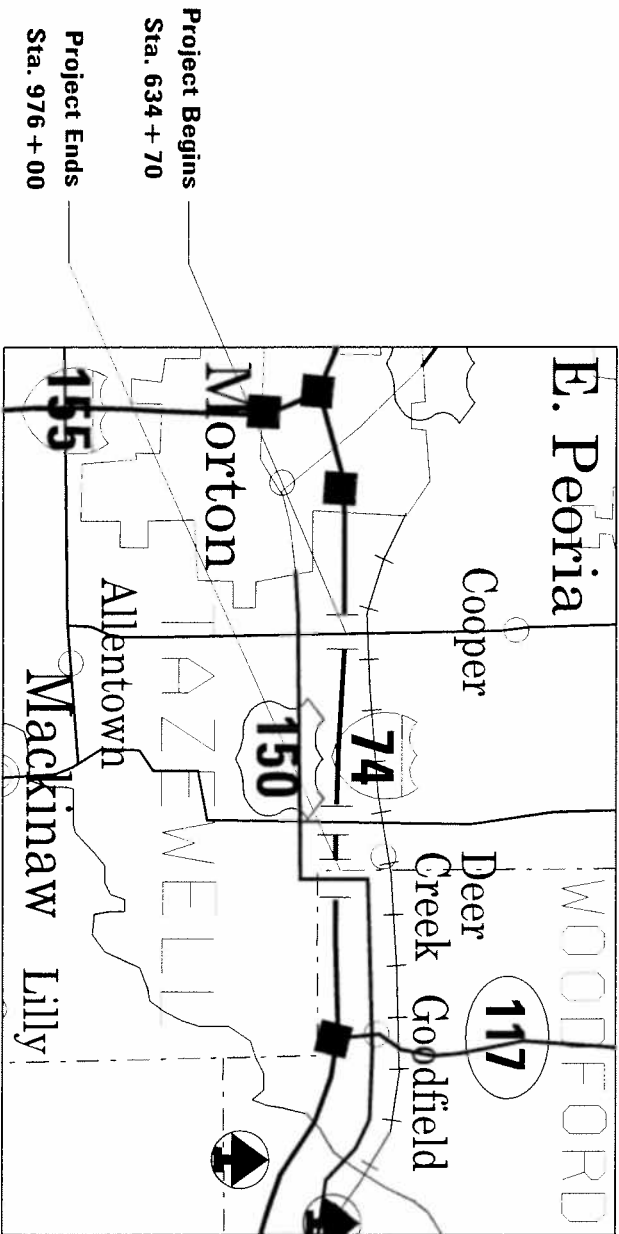 Project Begins
Sta. 634 + 70
Project Ends
Sta. 976 + 00
E. Peoria
WOODFORD
Cooper
Deer
Creek
117
Goodfield
74
150
Morton
TAZEWELL
Allentown
155
Mackinaw
Lilly